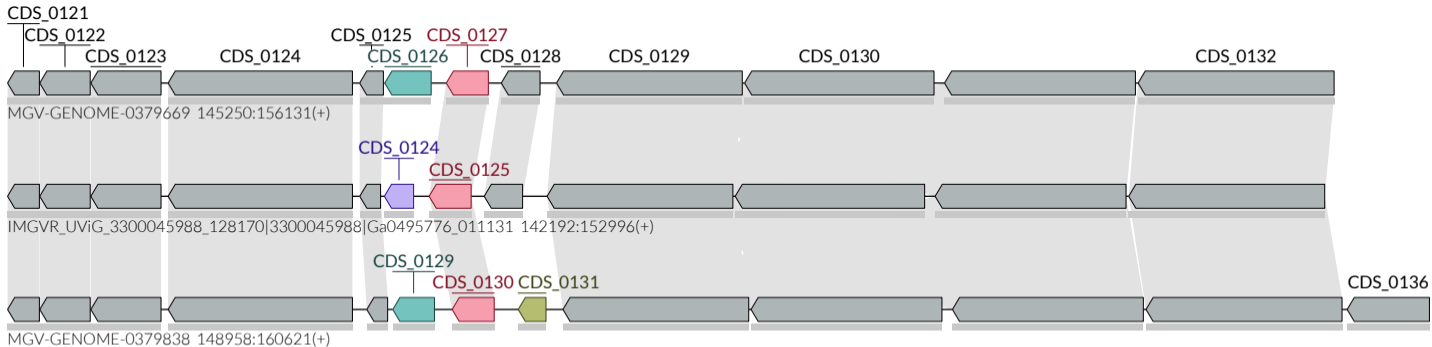 CDS_0121
CDS_0122 CDS_0125 CDS_0127
CDS_0123 CDS_0124 CDS_0126 CDS_0128 CDS_0129 CDS_0130 CDS_0132
MGV-GENOME-0379669 145250:156131(+)
CDS_0124
CDS_0125
IMGVR_UViG_3300045988_128170|3300045988|Ga0495776_011131 142192:152996(+)
CDS_0129
CDS_0130 CDS_0131 CDS_0136
MGV-GENOME-0379838 148958:160621(+)